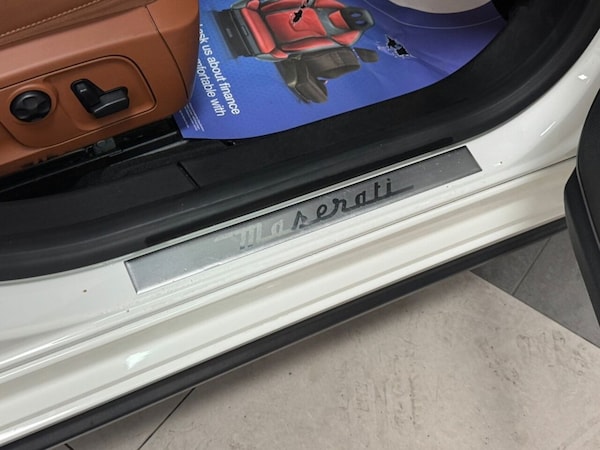 ask us about finance
comfortable with
Maserati